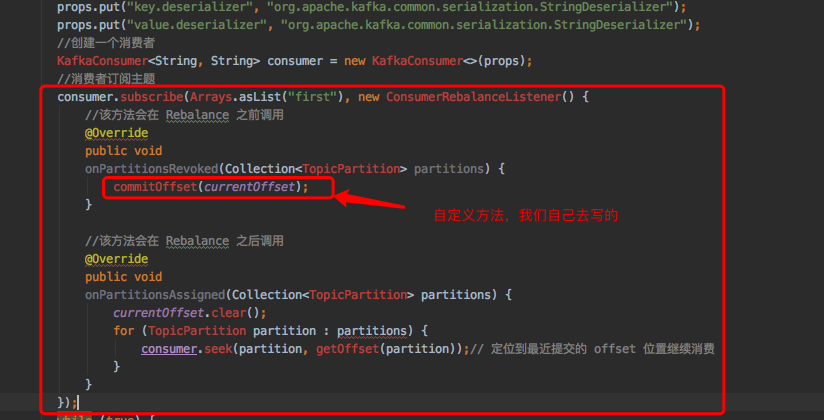 props.put("key.deserializer", "org.apache.kafka.common.serialization.StringDeserializer");
props.put("value.deserializer", "org.apache.kafka.common.serialization.StringDeserializer");
//创建一个消费者
KafkaConsumer<String, String> consumer = new KafkaConsumer<>(props);
//消费者订阅主题
consumer.subscribe(Arrays.asList("first"), new ConsumerRebalanceListener() {
//该方法会在 Rebalance 之前调用
@Override
public void
onPartitionsRevoked(Collection<TopicPartition> partitions) {
commitOffset(currentOffset);
}
自定义方法，我们自己去写的
//该方法会在 Rebalance 之后调用
@Override
public void
onPartitionsAssigned(Collection<TopicPartition> partitions) {
currentOffset.clear();
for (TopicPartition partition : partitions) {
consumer.seek(partition, getOffset(partition));// 定位到最近提交的 offset 位置继续消费
}
}
});
while (true) {